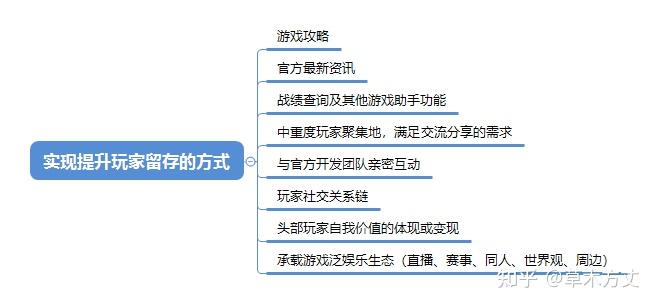 游戏攻略
官方最新资讯
战绩查询及其他游戏助手功能
中重度玩家聚集地，满足交流分享的需求
实现提升玩家留存的方式
与官方开发团队亲密互动
玩家社交关系链
头部玩家自我价值的体现或变现
承载游戏泛娱乐生态（直播、赛事、同人、世界观、周边）
知乎 @草末方丈